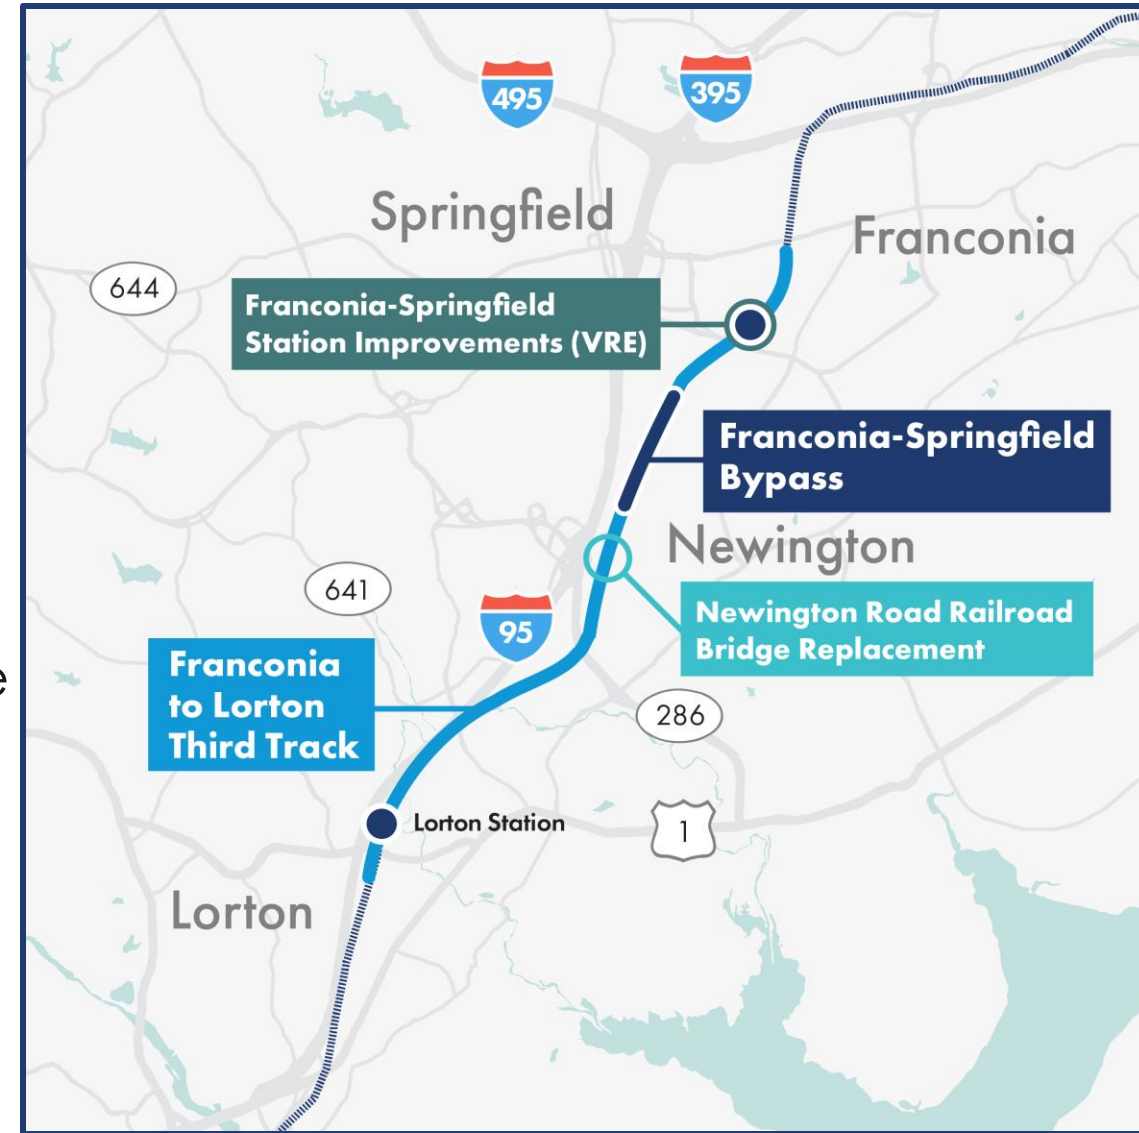 495
395
Springfield
Franconia
644
Franconia-Springfield
Station Improvements (VRE)
Franconia-Springfield
Bypass
Newington
641
95
Newington Road Railroad
Bridge Replacement
Franconia
to Lorton
Third Track
286
Lorton Station
1
Lorton